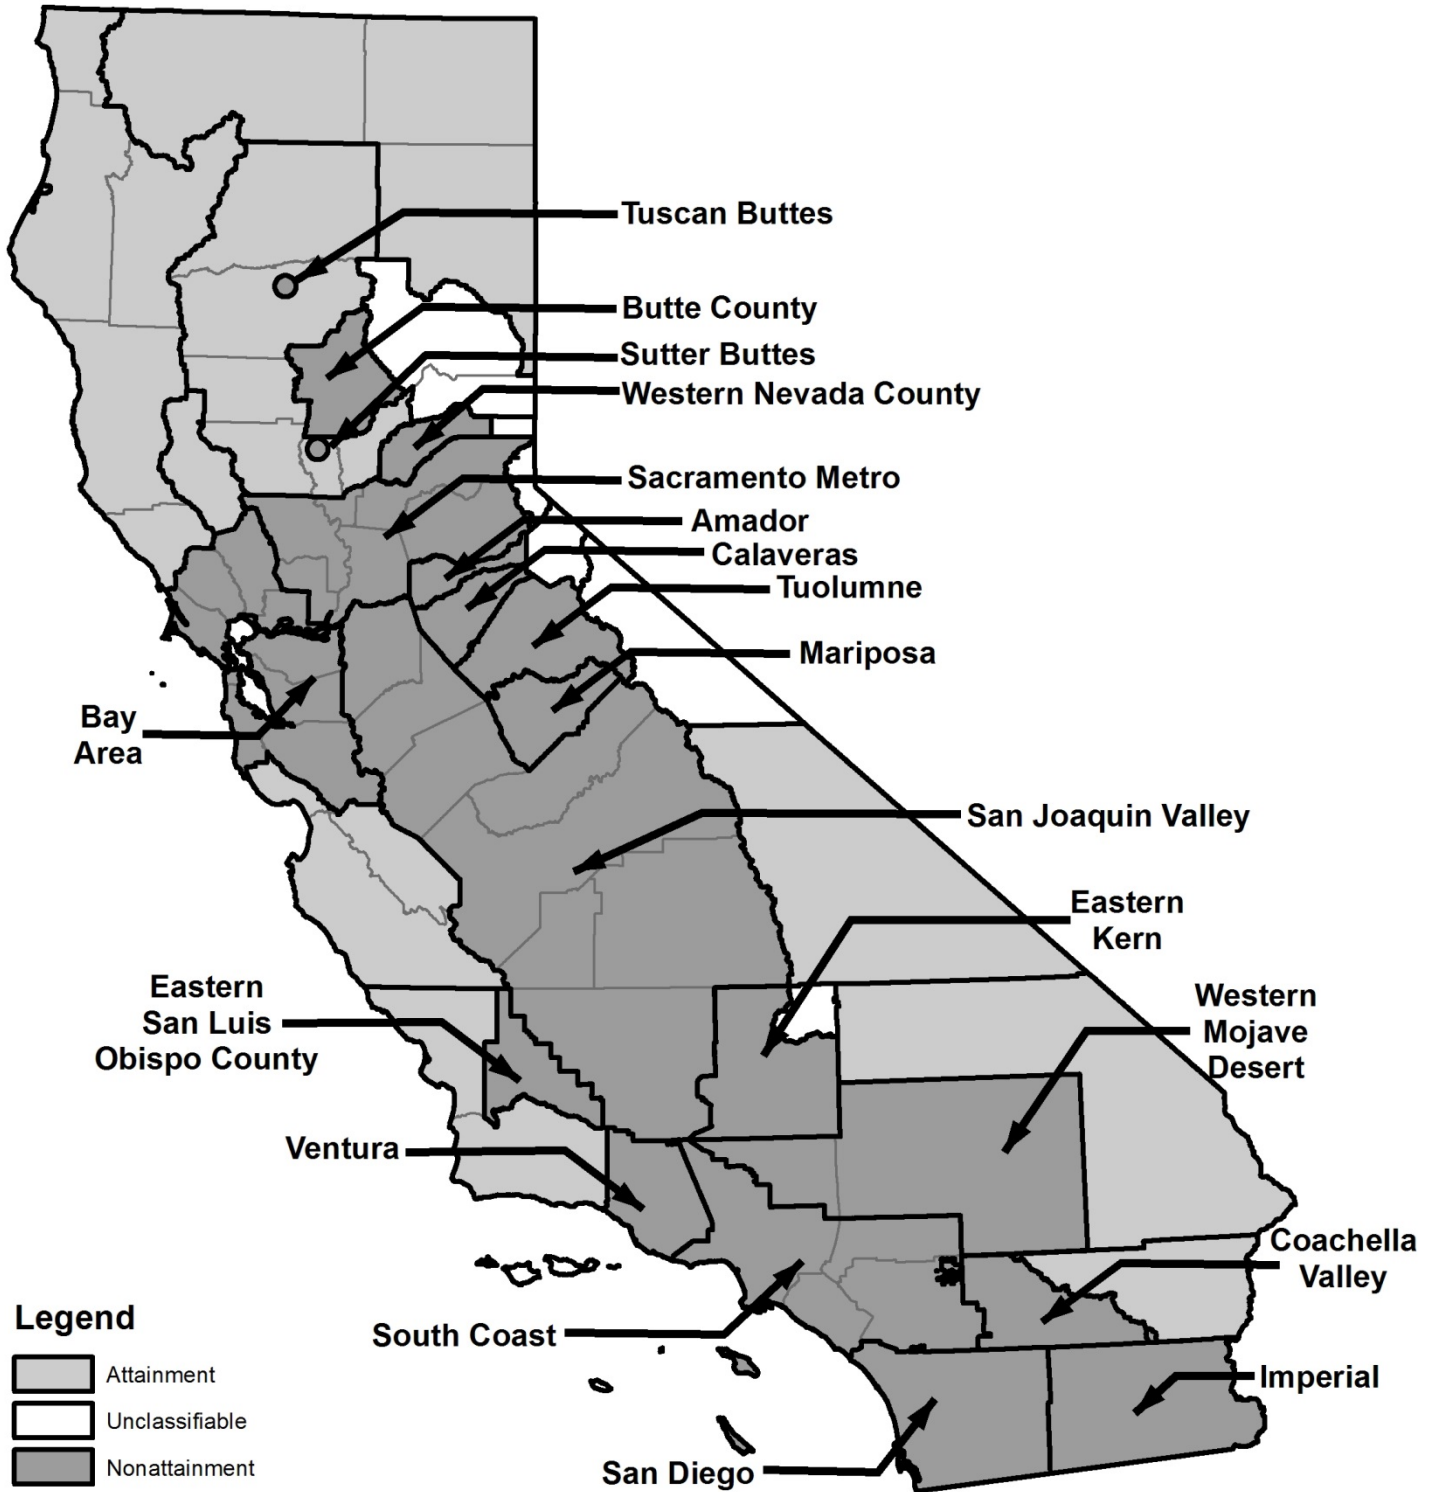 Tuscan Buttes
Butte County
Sutter Buttes
Western Nevada County
Sacramento Metro
Amador
Calaveras
Tuolumne
Mariposa
Bay
Area
San Joaquin Valley
Eastern
Kern
Eastern
San Luis
Obispo County
Western
Mojave
Desert
Ventura
Coachella
Valley
South Coast
Imperial
San Diego
Legend
Attainment
Unclassifiable
Nonattainment